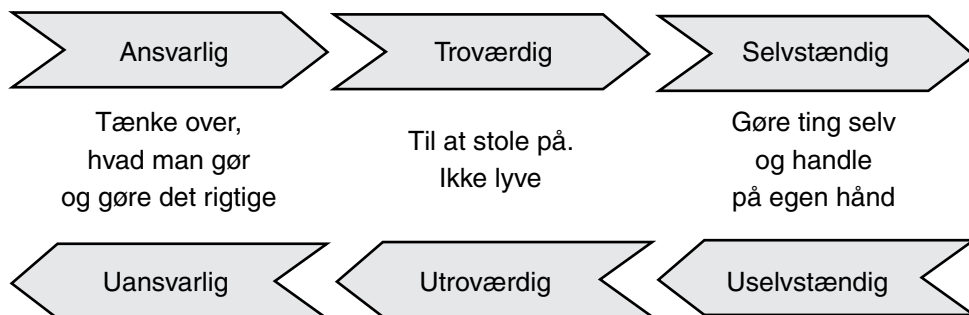 Ansvarlig
Troværdig
Selvstændig
Tænke over,
hvad man gør
og gøre det rigtige
Til at stole på.
Ikke lyve
Gøre ting selv
og handle
på egen hånd
Uansvarlig
Utroværdig
Uselvstændig